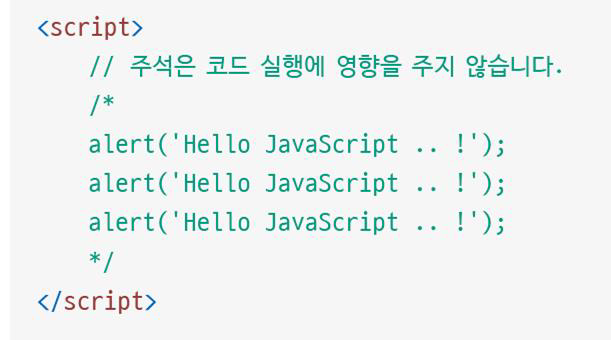 <script>
// 주석은 코드 실행에 영향을 주지 않습니다.
/*
alert('Hello JavaScript .. !');
alert('Hello JavaScript .. !');
alert('Hello JavaScript .. !');
*/
</script>